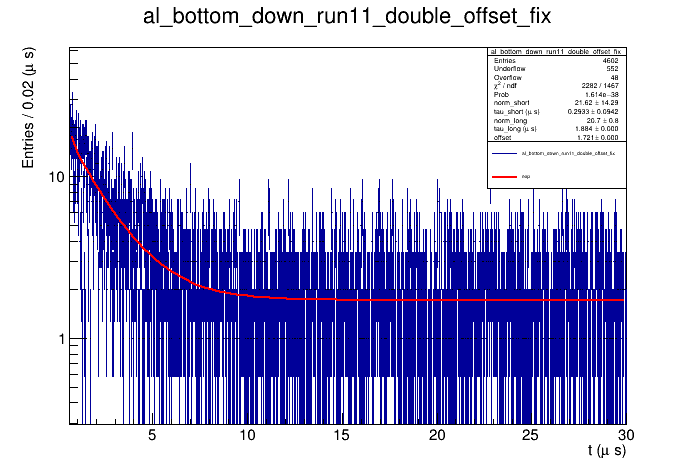 al_bottom_down_run11_double_offset_fix
Entries / 0.02 (μ s)
al_bottom_down_run11_double_offset_fix
Entries 4602
Underflow 552
Overflow 48
χ² / ndf 2282 / 1467
Prob 1.614e−38
norm_short 21.62 ± 14.29
tau_short (μ s) 0.2933 ± 0.0942
norm_long 20.7 ± 0.8
tau_long (μ s) 1.884 ± 0.000
offset 1.721 ± 0.000
al_bottom_down_run11_double_offset_fix
10
1
5 10 15 20 25 30
t (μ s)